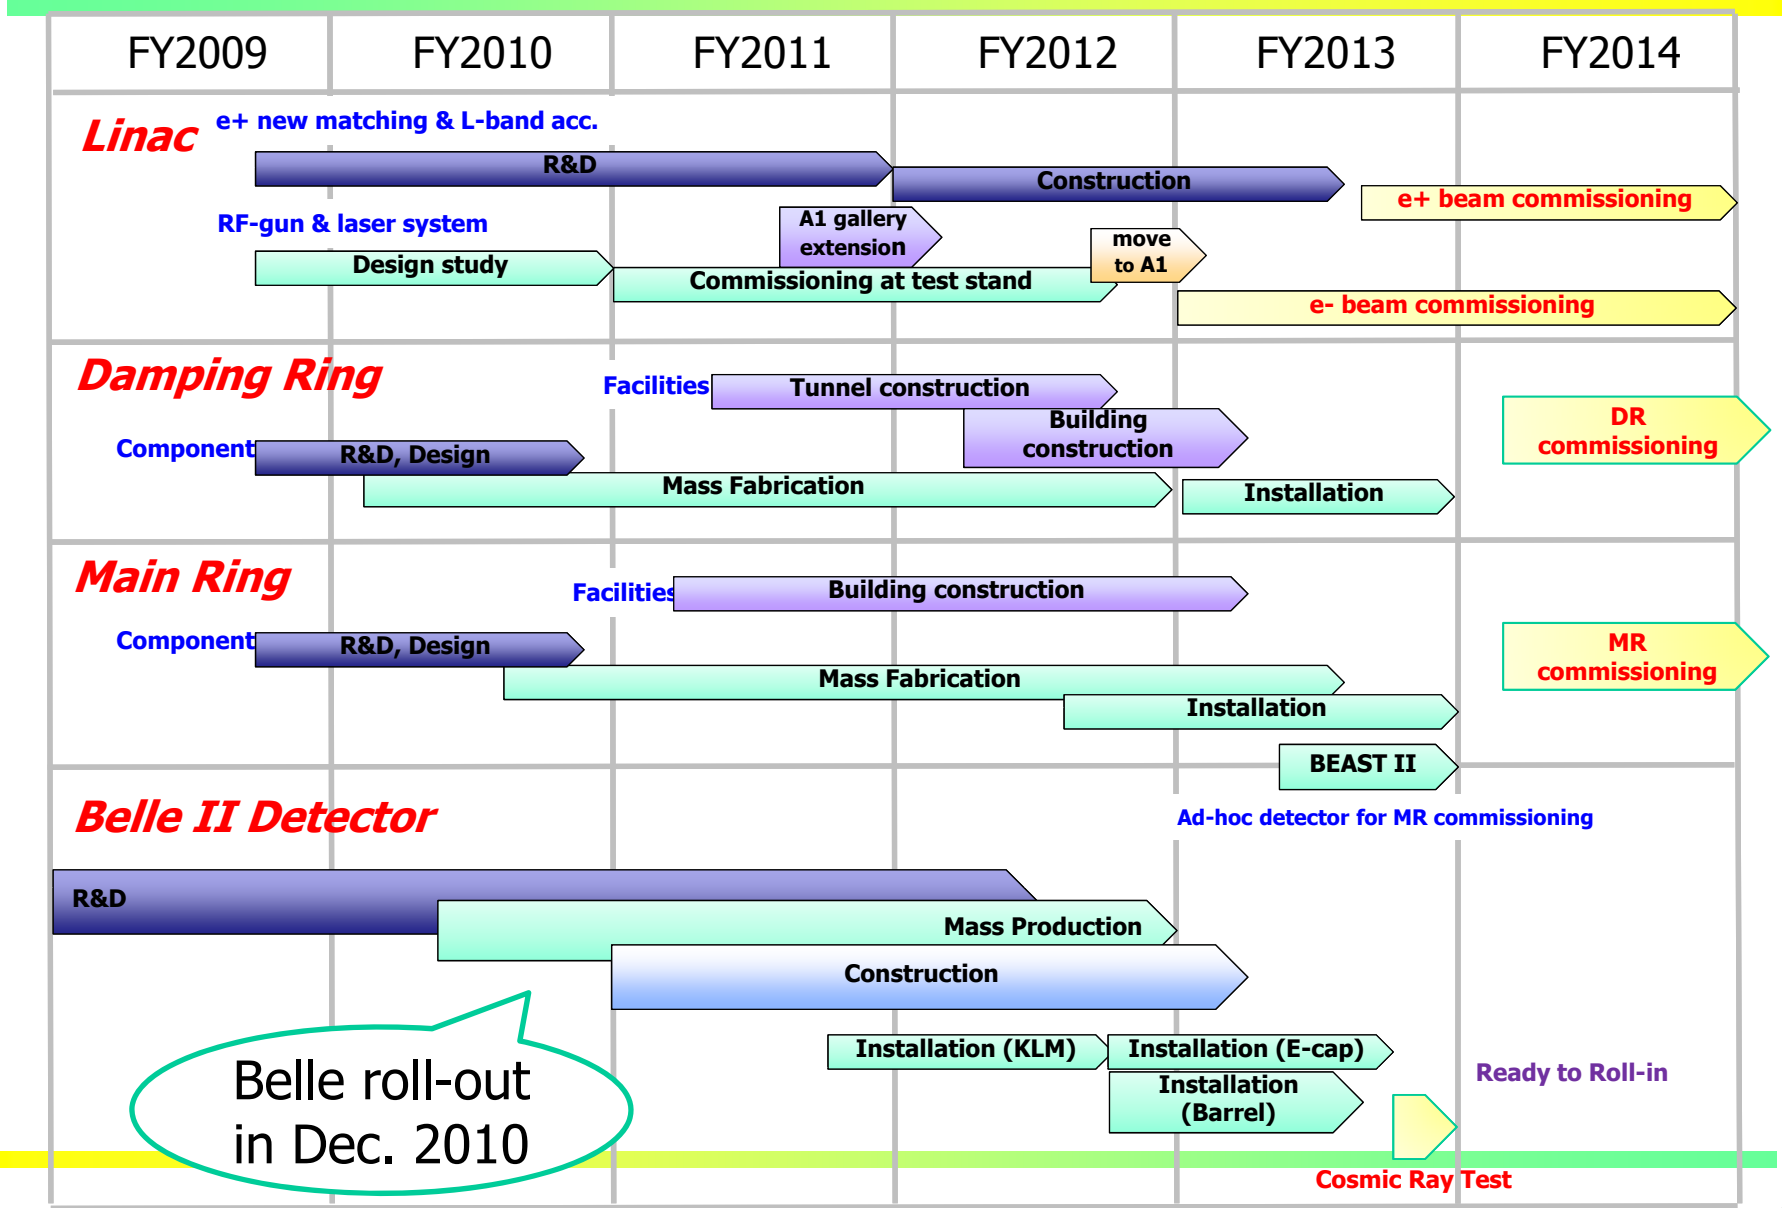 FY2009 FY2010 FY2011 FY2012 FY2013 FY2014
Linac
e+ new matching & L-band acc.
R&D
Construction
e+ beam commissioning
RF-gun & laser system
A1 gallery
extension
move
to A1
Design study
Commissioning at test stand
e- beam commissioning
Damping Ring
Facilities
Tunnel construction
Building
construction
DR
commissioning
Component
R&D, Design
Mass Fabrication
Installation
Main Ring
Facilities
Building construction
Component
R&D, Design
MR
commissioning
Mass Fabrication
Installation
BEAST II
Belle II Detector
Ad-hoc detector for MR commissioning
R&D
Mass Production
Construction
Installation (KLM)
Installation (E-cap)
Installation
(Barrel)
Ready to Roll-in
Belle roll-out
in Dec. 2010
Cosmic Ray Test